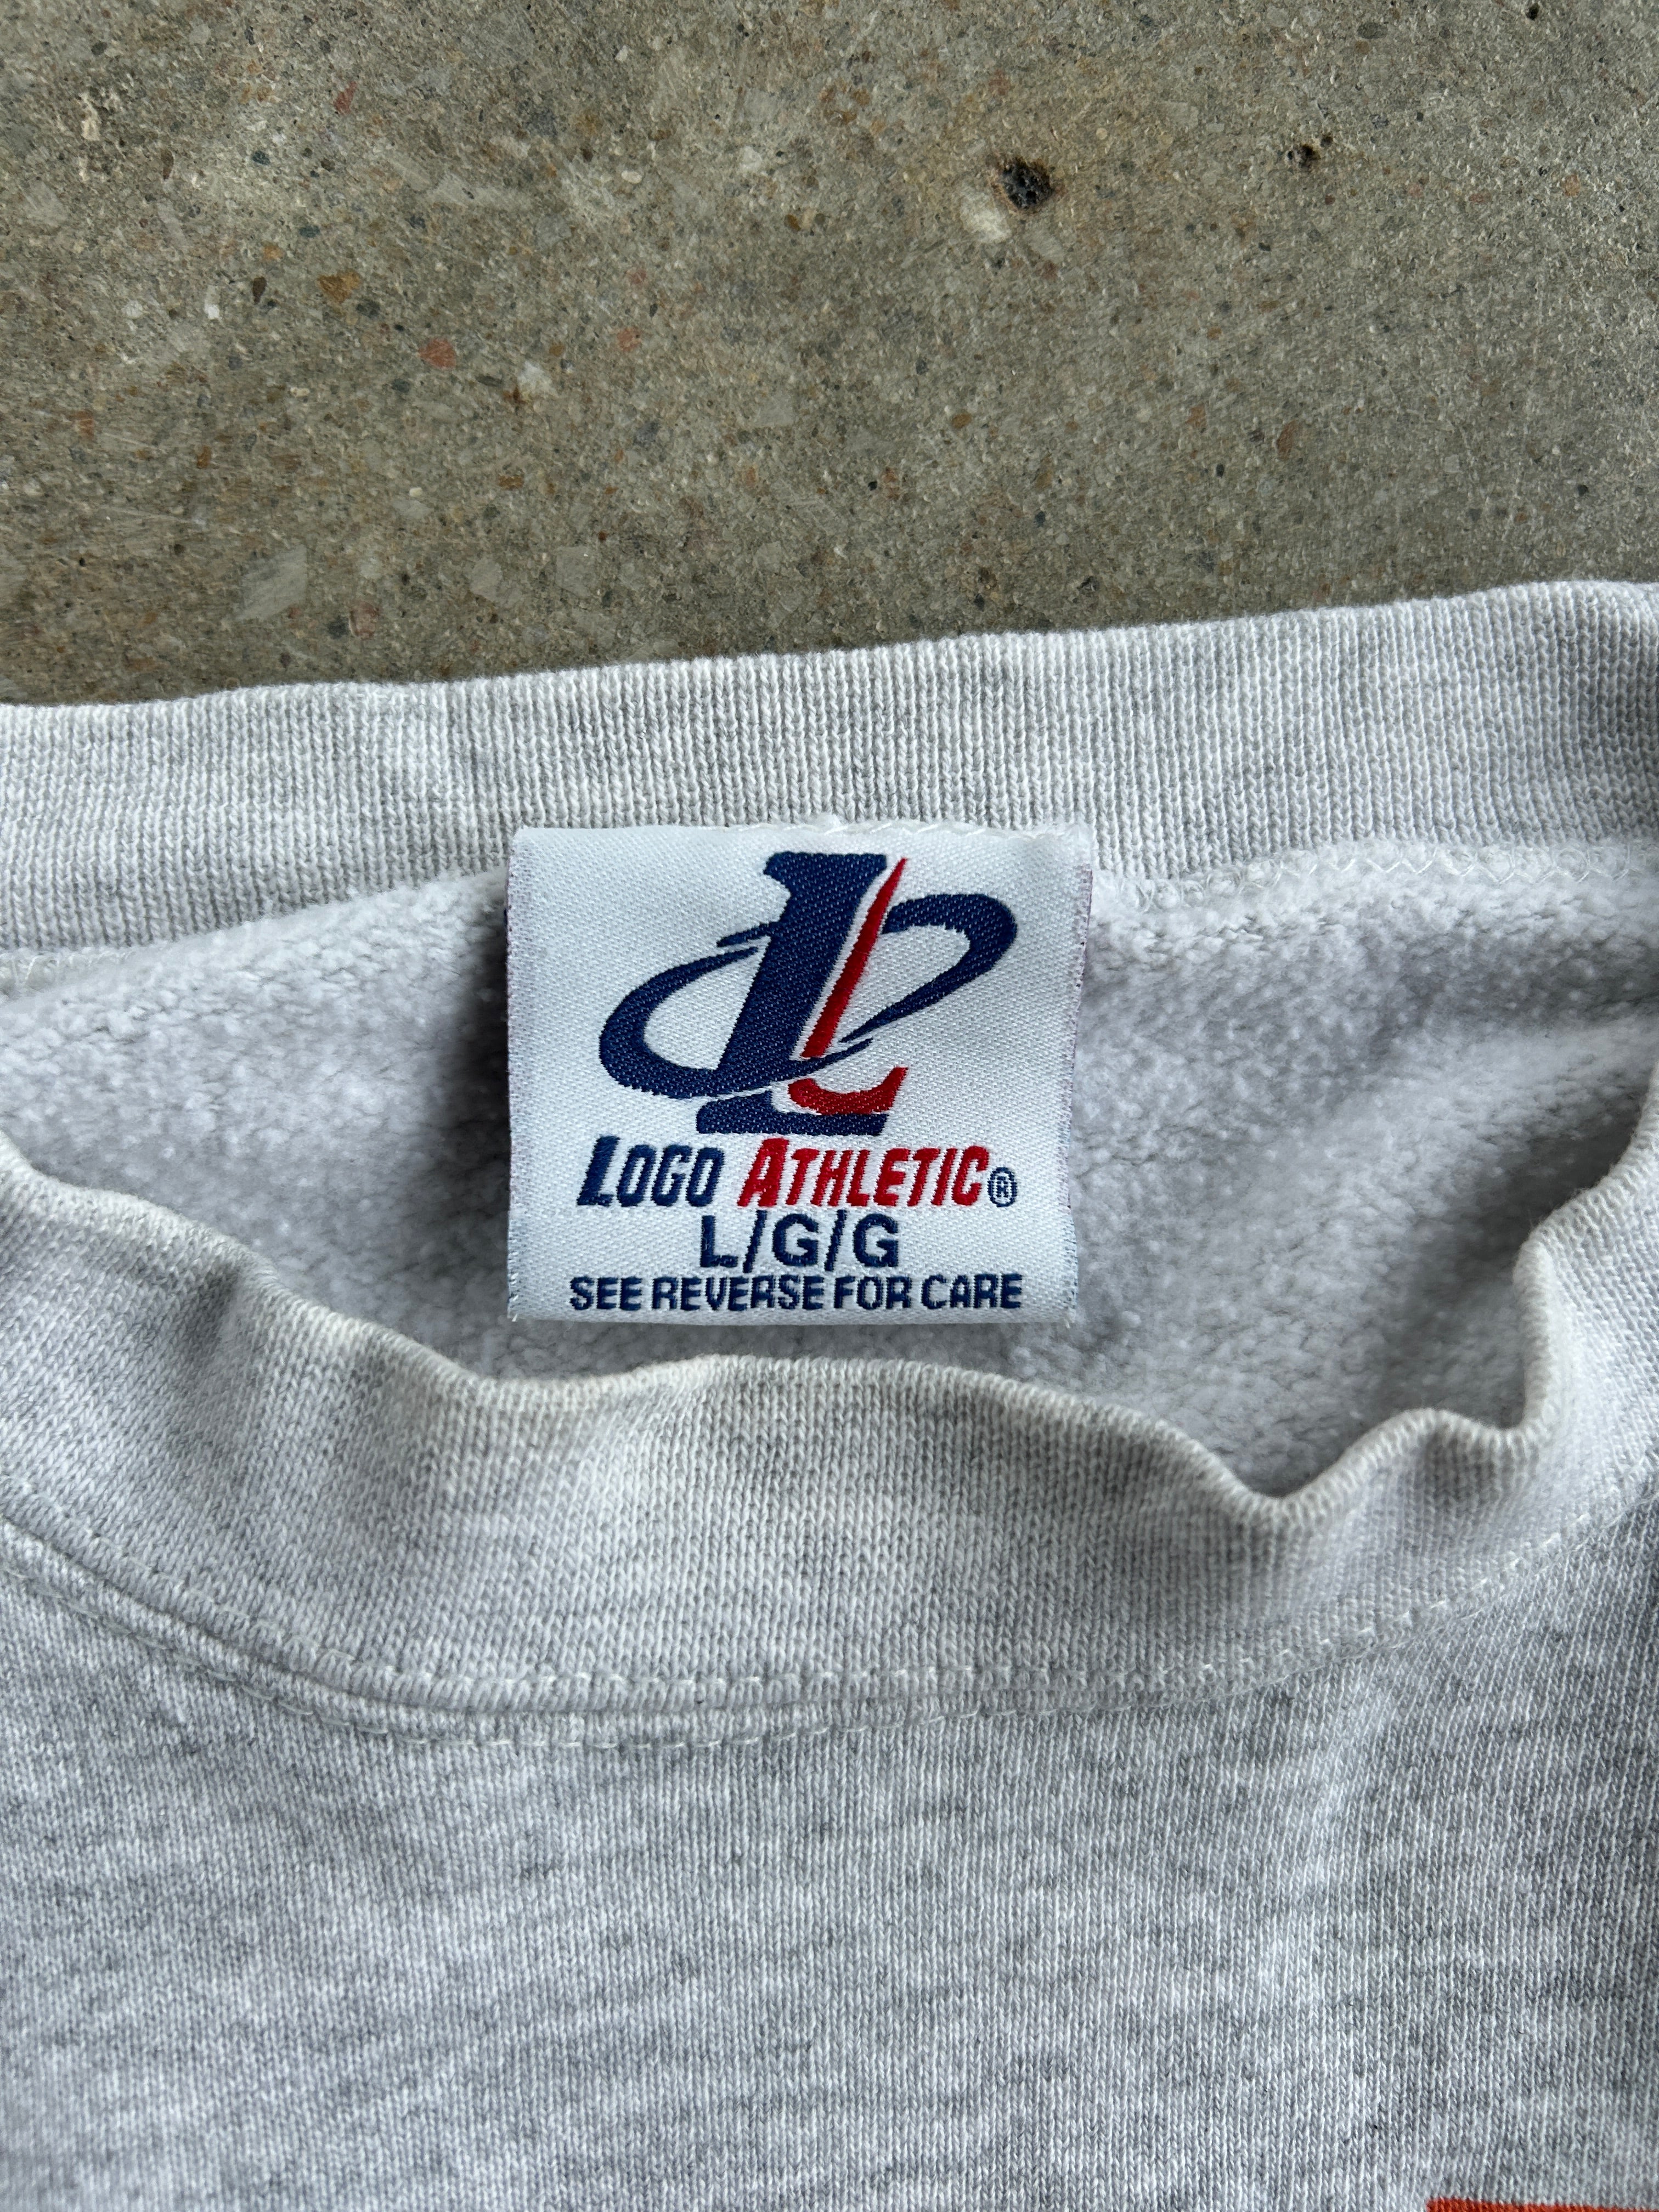 L
LOGO ATHLETIC®
L/G/G
SEE REVERSE FOR CARE